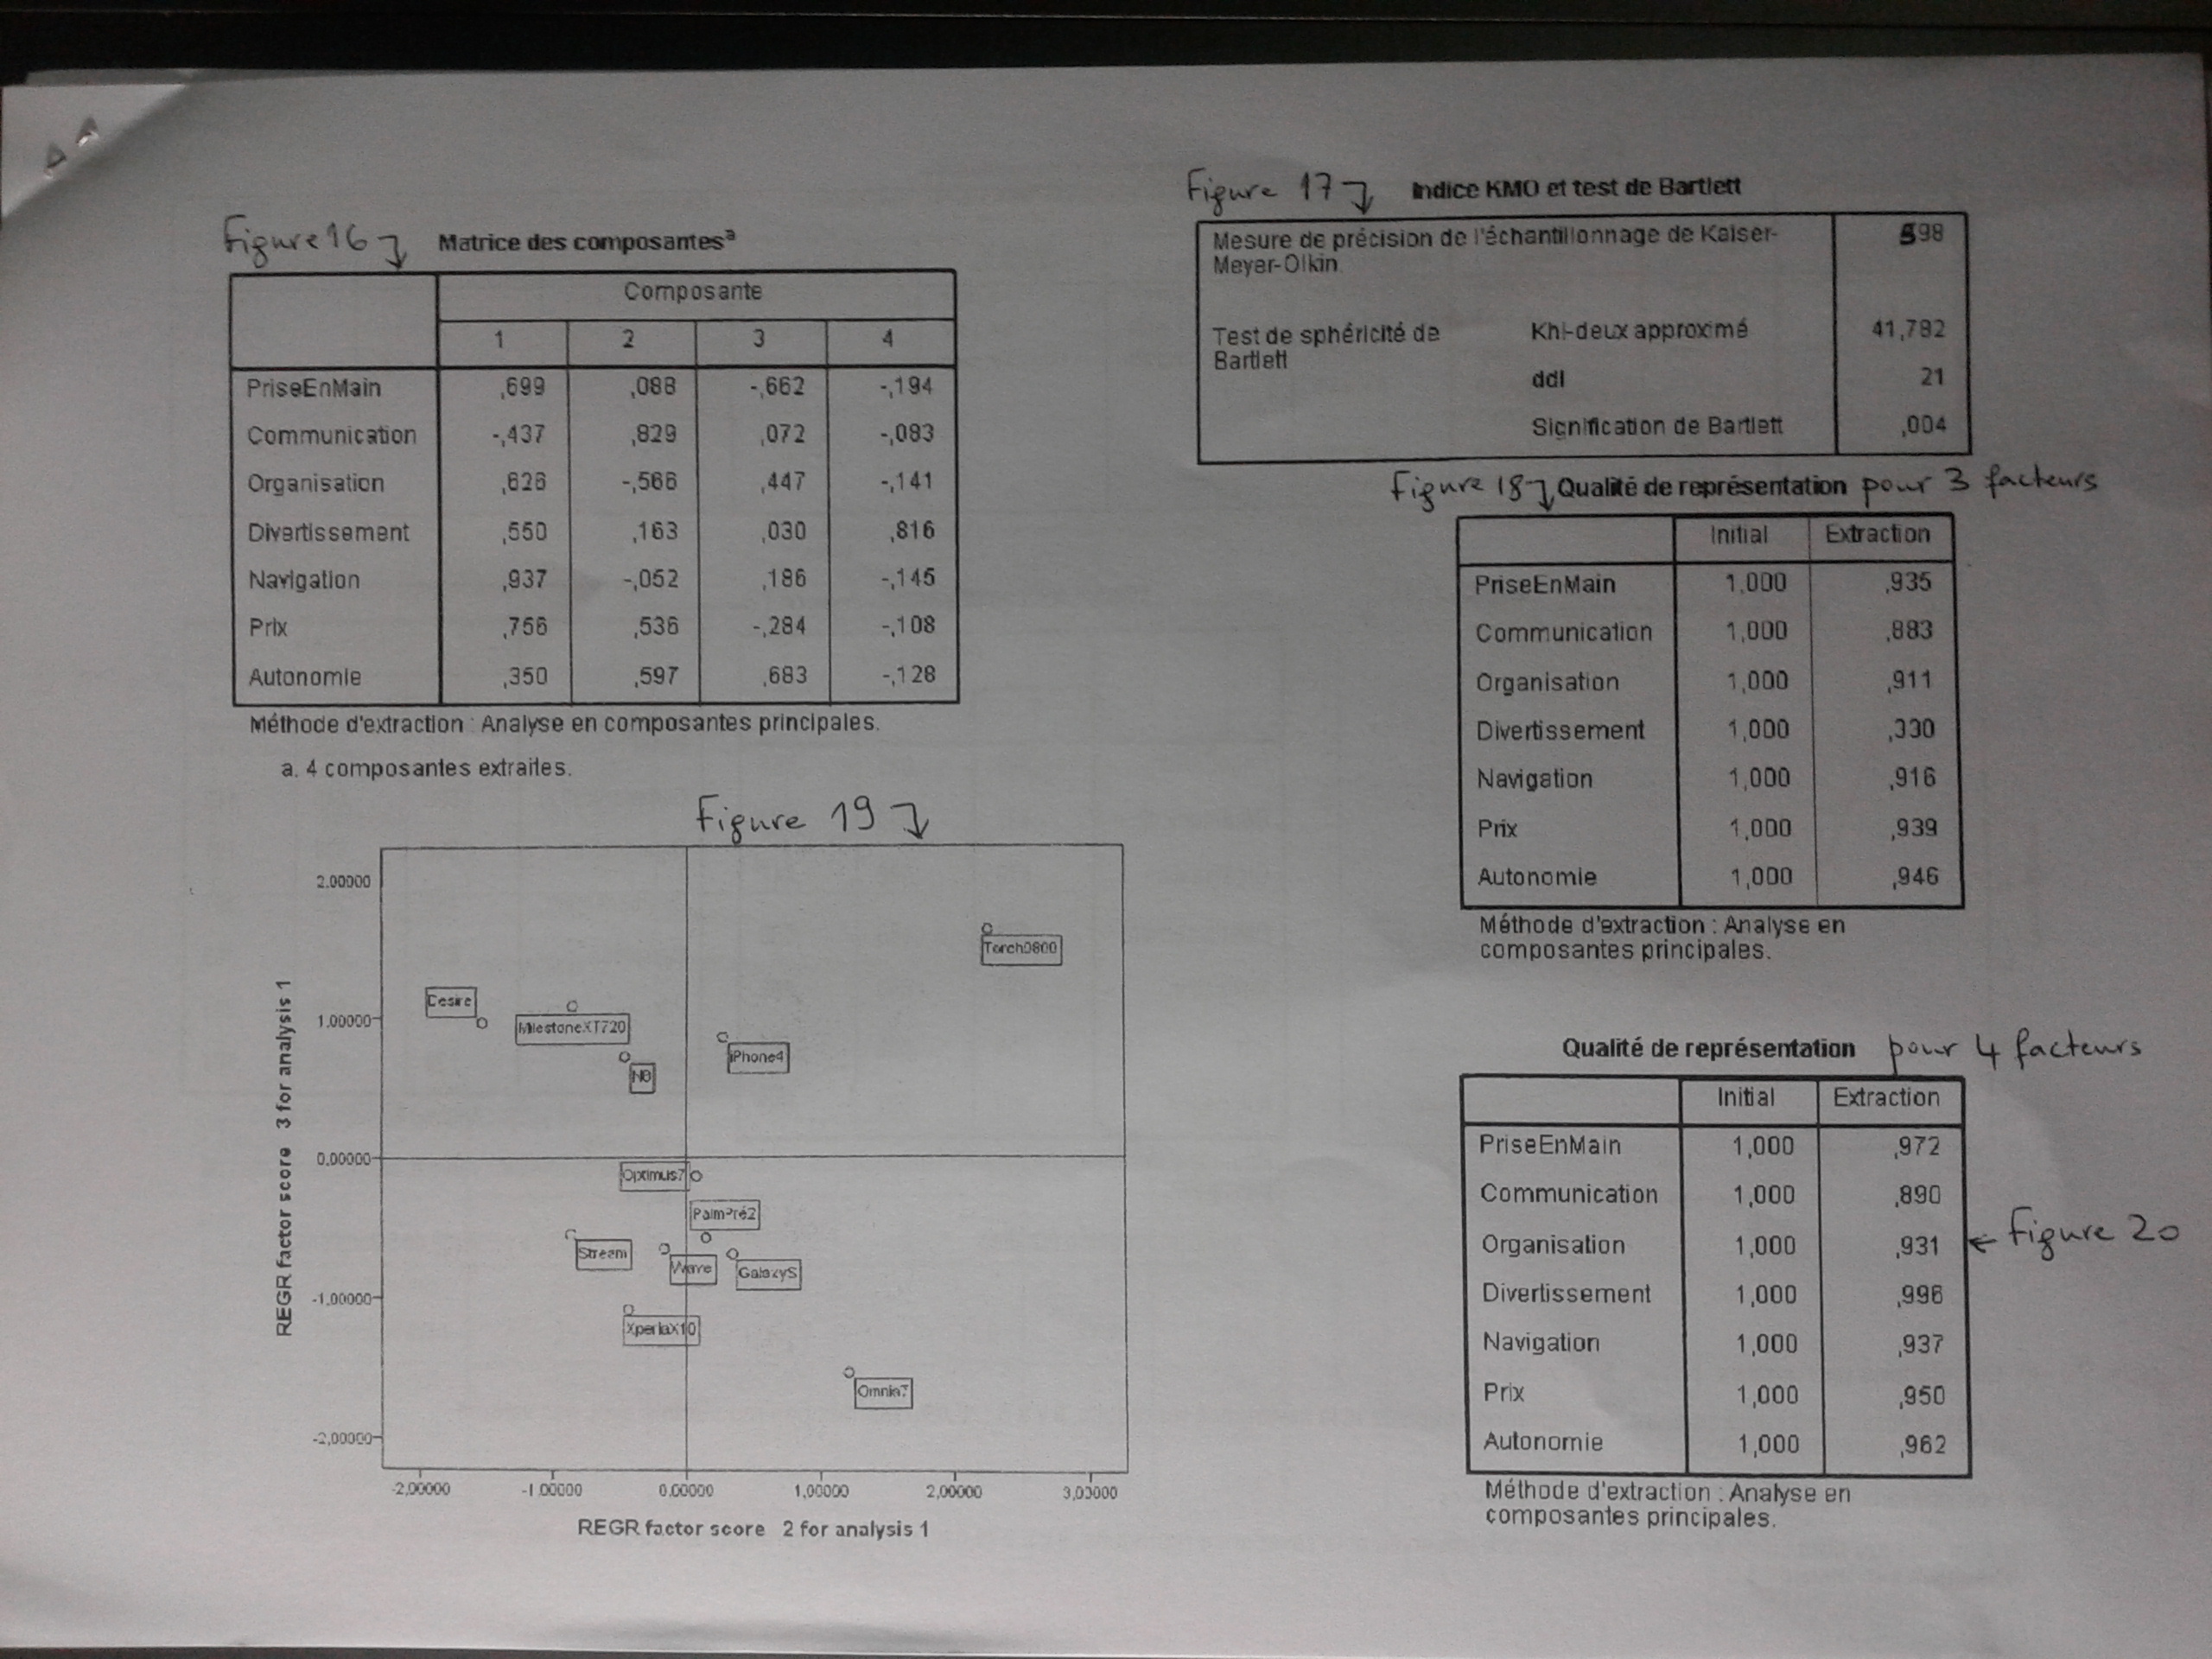 Figure 16
Matrice des composantesᵃ
Composante
1 2 3 4
PriseEnMain ,699 ,088 -,662 -,194
Communication -,437 ,829 ,072 -,083
Organisation ,626 -,566 ,447 -,141
Divertissement ,550 ,163 ,030 ,816
Navigation ,937 -,052 ,186 -,145
Prix ,756 ,536 -,284 -,108
Autonomie ,350 ,597 ,683 -,128
Méthode d'extraction : Analyse en composantes principales.
a. 4 composantes extraites.
Figure 17
Indice KMO et test de Bartlett
Mesure de précision de l'échantillonnage de Kaiser-
Meyer-Olkin. 598
Test de sphéricité de
Bartlett
Khi-deux approximé 41,782
ddl 21
Signification de Bartlett ,004
Figure 18 Qualité de représentation pour 3 facteurs
Initial Extraction
PriseEnMain 1,000 ,935
Communication 1,000 ,883
Organisation 1,000 ,911
Divertissement 1,000 ,330
Navigation 1,000 ,916
Prix 1,000 ,939
Autonomie 1,000 ,946
Méthode d'extraction : Analyse en
composantes principales.
Figure 19
REGR factor score 3 for analysis 1
2,00000
1,00000
0,00000
-1,00000
-2,00000
Torch9800
Desire
MilestoneXT720
iPhone4
N8
Optimus7
PalmPré2
Stream
Wave
GalaxyS
XperiaX10
Omnia7
-2,00000 -1,00000 0,00000 1,00000 2,00000 3,00000
REGR factor score 2 for analysis 1
Qualité de représentation pour 4 facteurs
Initial Extraction
PriseEnMain 1,000 ,972
Communication 1,000 ,890
Organisation 1,000 ,931
Divertissement 1,000 ,996
Navigation 1,000 ,937
Prix 1,000 ,950
Autonomie 1,000 ,962
Figure 20
Méthode d'extraction : Analyse en
composantes principales.